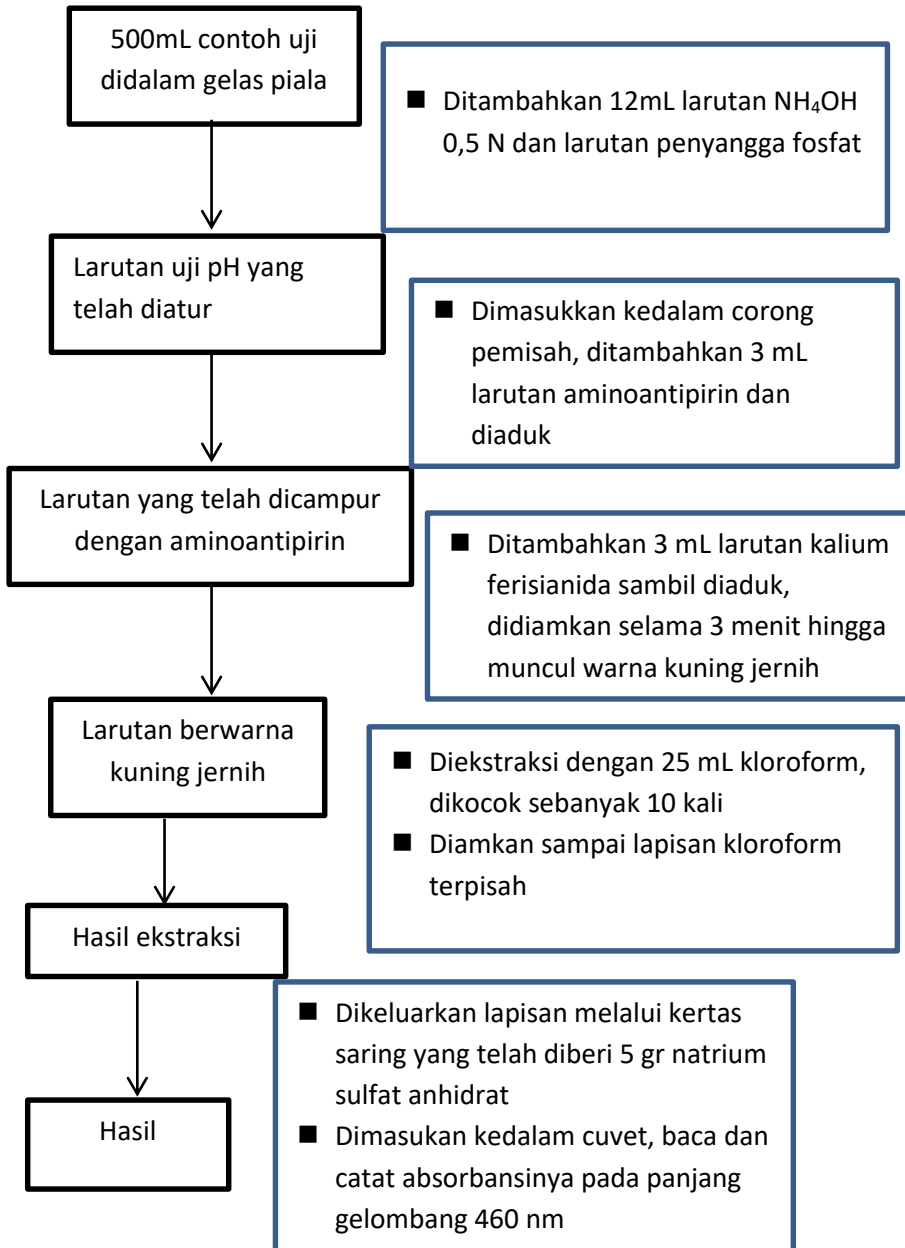 500mL contoh uji
didalam gelas piala
■ Ditambahkan 12mL larutan NH₄OH
0,5 N dan larutan penyangga fosfat
Larutan uji pH yang
telah diatur
■ Dimasukkan kedalam corong
pemisah, ditambahkan 3 mL
larutan aminoantipirin dan
diaduk
Larutan yang telah dicampur
dengan aminoantipirin
■ Ditambahkan 3 mL larutan kalium
ferisianida sambil diaduk,
didiamkan selama 3 menit hingga
muncul warna kuning jernih
Larutan berwarna
kuning jernih
■ Diekstraksi dengan 25 mL kloroform,
dikocok sebanyak 10 kali
■ Diamkan sampai lapisan kloroform
terpisah
Hasil ekstraksi
■ Dikeluarkan lapisan melalui kertas
saring yang telah diberi 5 gr natrium
sulfat anhidrat
■ Dimasukan kedalam cuvet, baca dan
catat absorbansinya pada panjang
gelombang 460 nm
Hasil